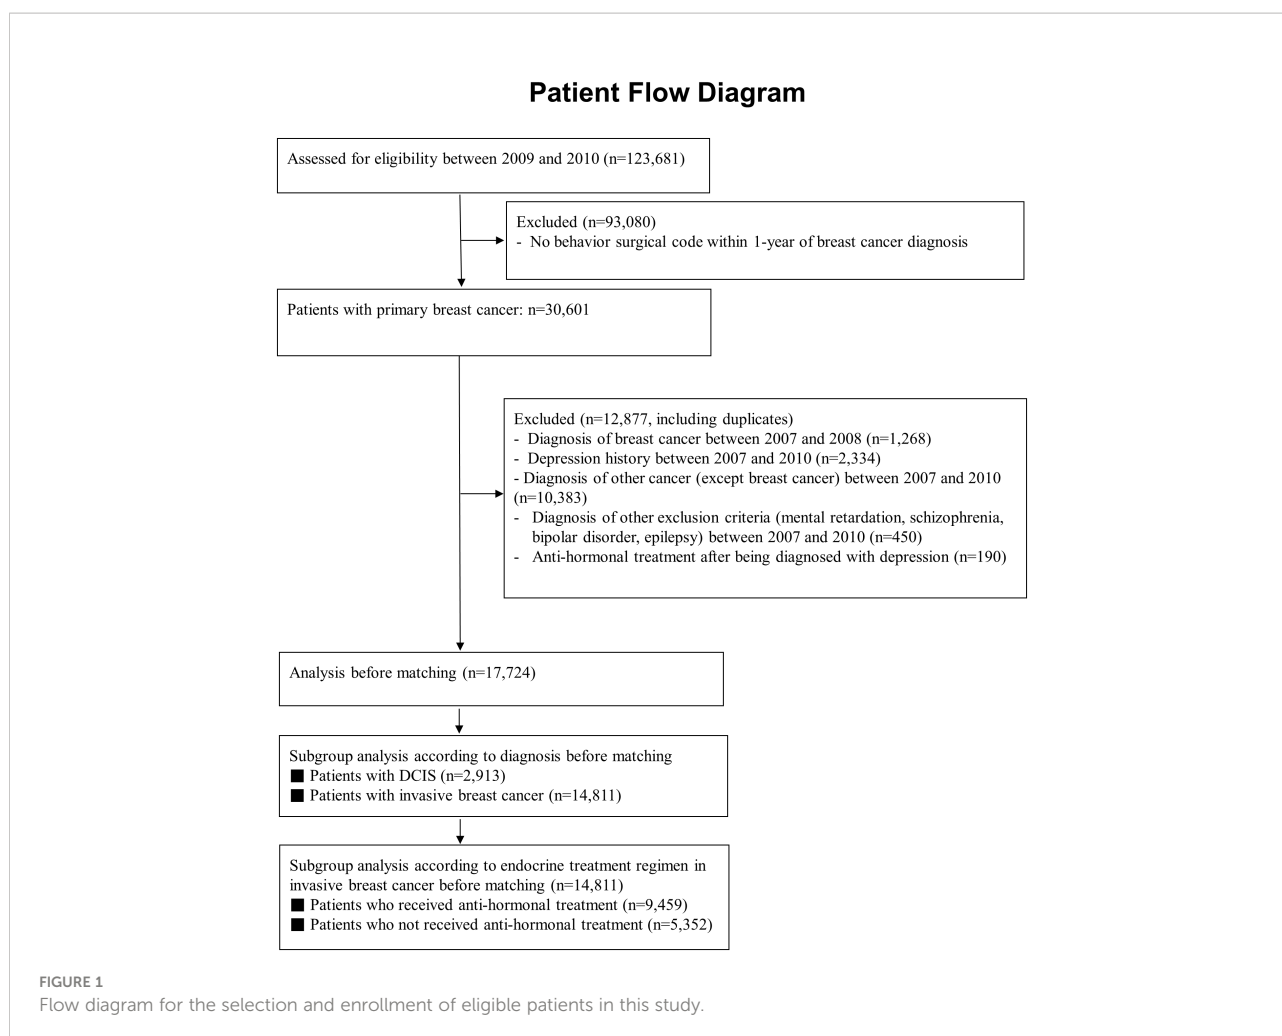 Patient Flow Diagram
Assessed for eligibility between 2009 and 2010 (n=123,681)
Excluded (n=93,080)
- No behavior surgical code within 1-year of breast cancer diagnosis
Patients with primary breast cancer: n=30,601
Excluded (n=12,877, including duplicates)
- Diagnosis of breast cancer between 2007 and 2008 (n=1,268)
- Depression history between 2007 and 2010 (n=2,334)
- Diagnosis of other cancer (except breast cancer) between 2007 and 2010
(n=10,383)
- Diagnosis of other exclusion criteria (mental retardation, schizophrenia,
bipolar disorder, epilepsy) between 2007 and 2010 (n=450)
- Anti-hormonal treatment after being diagnosed with depression (n=190)
Analysis before matching (n=17,724)
Subgroup analysis according to diagnosis before matching
■ Patients with DCIS (n=2,913)
■ Patients with invasive breast cancer (n=14,811)
Subgroup analysis according to endocrine treatment regimen in
invasive breast cancer before matching (n=14,811)
■ Patients who received anti-hormonal treatment (n=9,459)
■ Patients who not received anti-hormonal treatment (n=5,352)
FIGURE 1
Flow diagram for the selection and enrollment of eligible patients in this study.